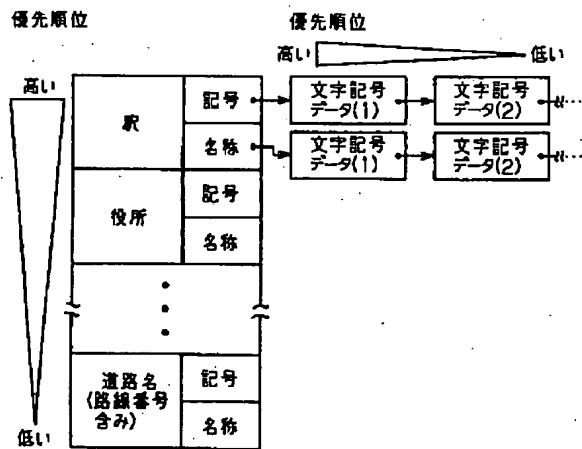 優先順位
優先順位
高い
低い
高い
駅
記号
文字記号
データ(1)
文字記号
データ(2)
名称
文字記号
データ(1)
文字記号
データ(2)
役所
記号
名称
道路名
(路線番号
含み)
記号
名称
低い